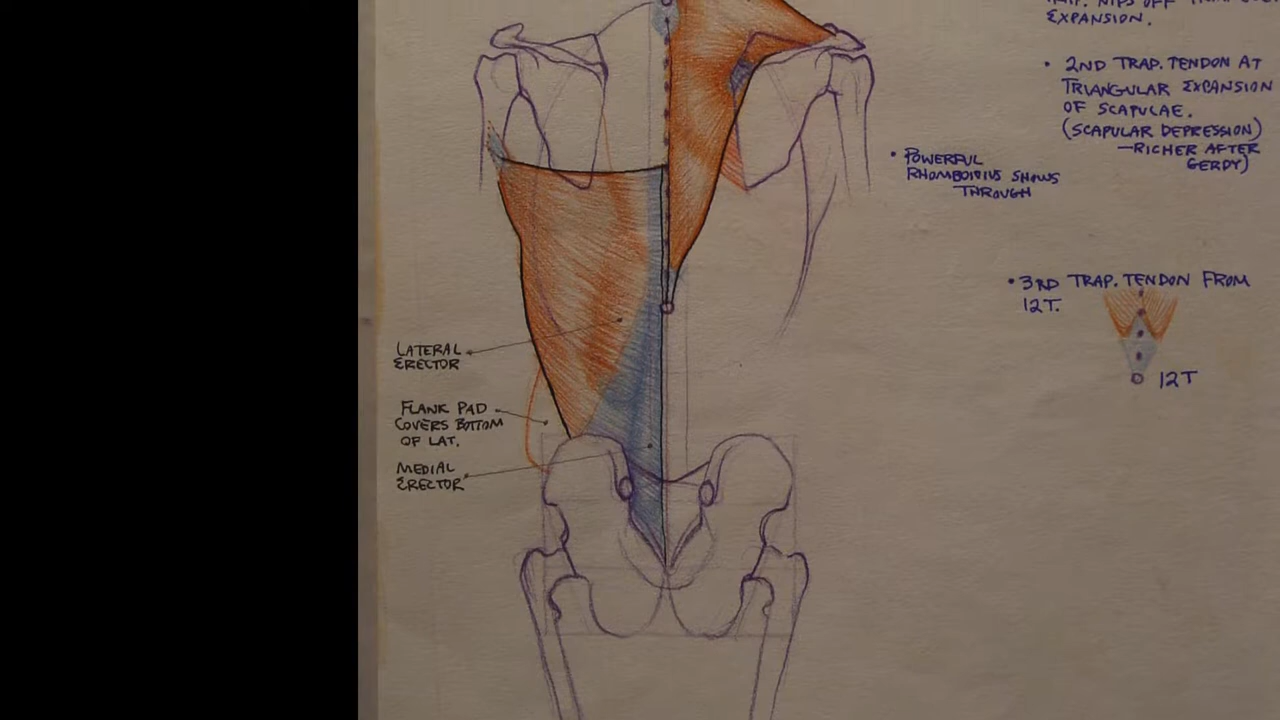 EXPANSION.
• 2ND TRAP. TENDON AT
TRIANGULAR EXPANSION
OF SCAPULAE.
(SCAPULAR DEPRESSION)
—RICHER AFTER
GERDY)
• POWERFUL
RHOMBOIDIUS SHOWS
THROUGH
• 3RD TRAP. TENDON FROM
12T.
12T
LATERAL
ERECTOR
FLANK PAD
COVERS BOTTOM
OF LAT.
MEDIAL
ERECTOR